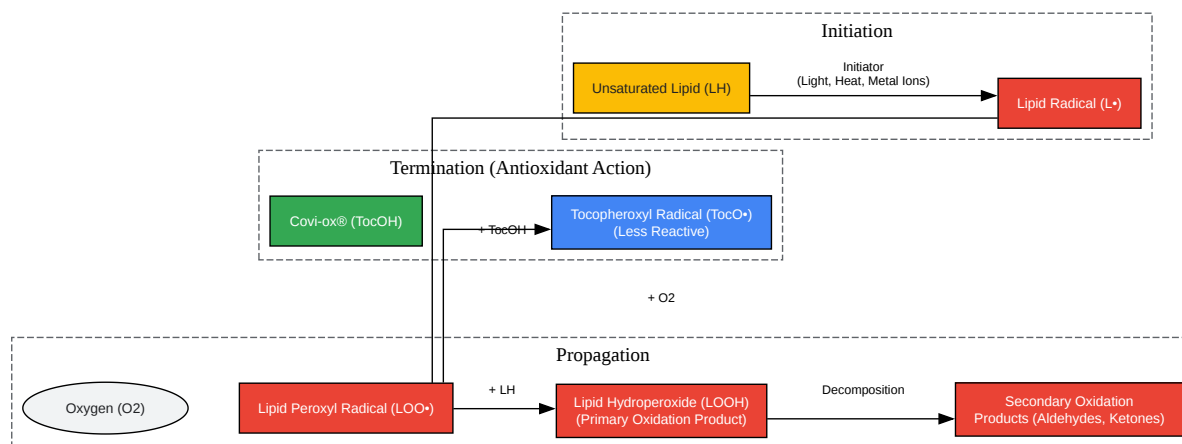 Initiation
Initiator
(Light, Heat, Metal Ions)
Unsaturated Lipid (LH)
Lipid Radical (L•)
Termination (Antioxidant Action)
Covi-ox® (TocOH)
+ TocOH
Tocopheroxyl Radical (TocO•)
(Less Reactive)
+ O2
Propagation
Oxygen (O2)
Lipid Peroxyl Radical (LOO•)
+ LH
Lipid Hydroperoxide (LOOH)
(Primary Oxidation Product)
Decomposition
Secondary Oxidation
Products (Aldehydes, Ketones)